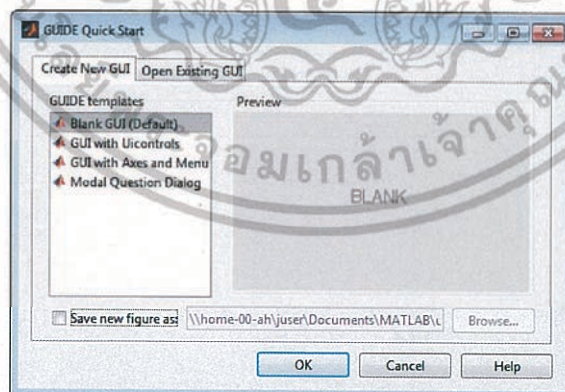 GUIDE Quick Start
Create New GUI
Open Existing GUI
GUIDE templates
Preview
Blank GUI (Default)
GUI with Uicontrols
GUI with Axes and Menu
Modal Question Dialog
BLANK
Save new figure as:
\\home-00-ah\juser\Documents\MATLAB\
Browse...
OK
Cancel
Help
จอมเกล้าเจ้าคุณ